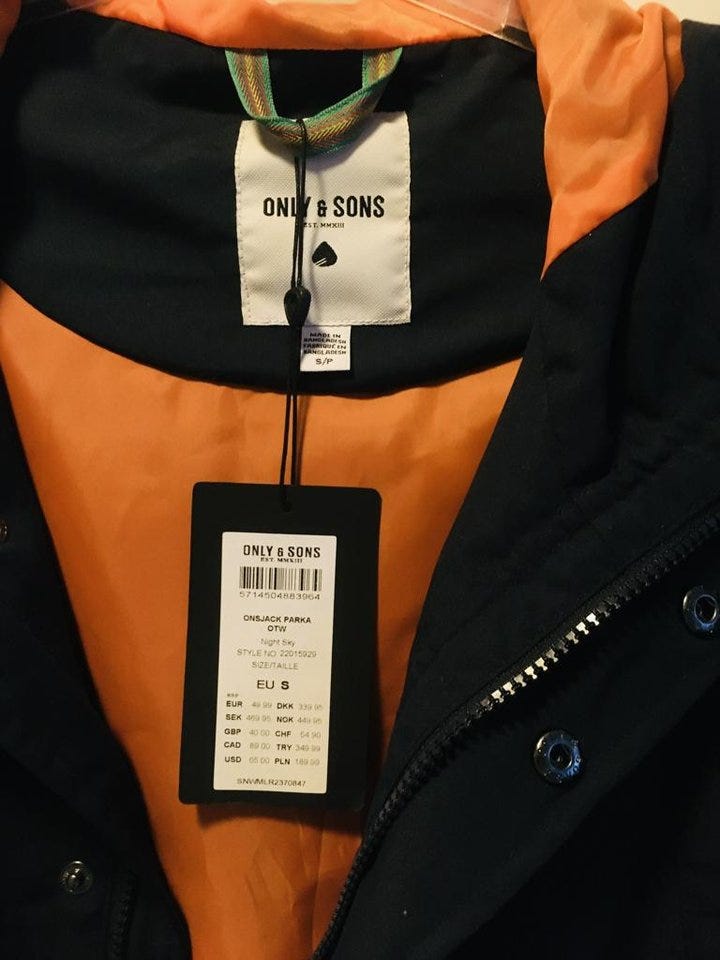 ONLY & SONS
EST. MMXIII
MADE IN
BANGLADESH
FABRIQUÉ EN
BANGLADESH
S/P
ONLY & SONS
EST. MMXIII
5714504883964
ONSJACK PARKA
OTW
Night Sky
STYLE NO. 22015929
SIZE/TAILLE
EU S
RRP
EUR 49.99 DKK 339.95
SEK 469.95 NOK 449.95
GBP 40.00 CHF 54.90
CAD 89.00 TRY 349.99
USD 65.00 PLN 189.99
SNWMLR2370847